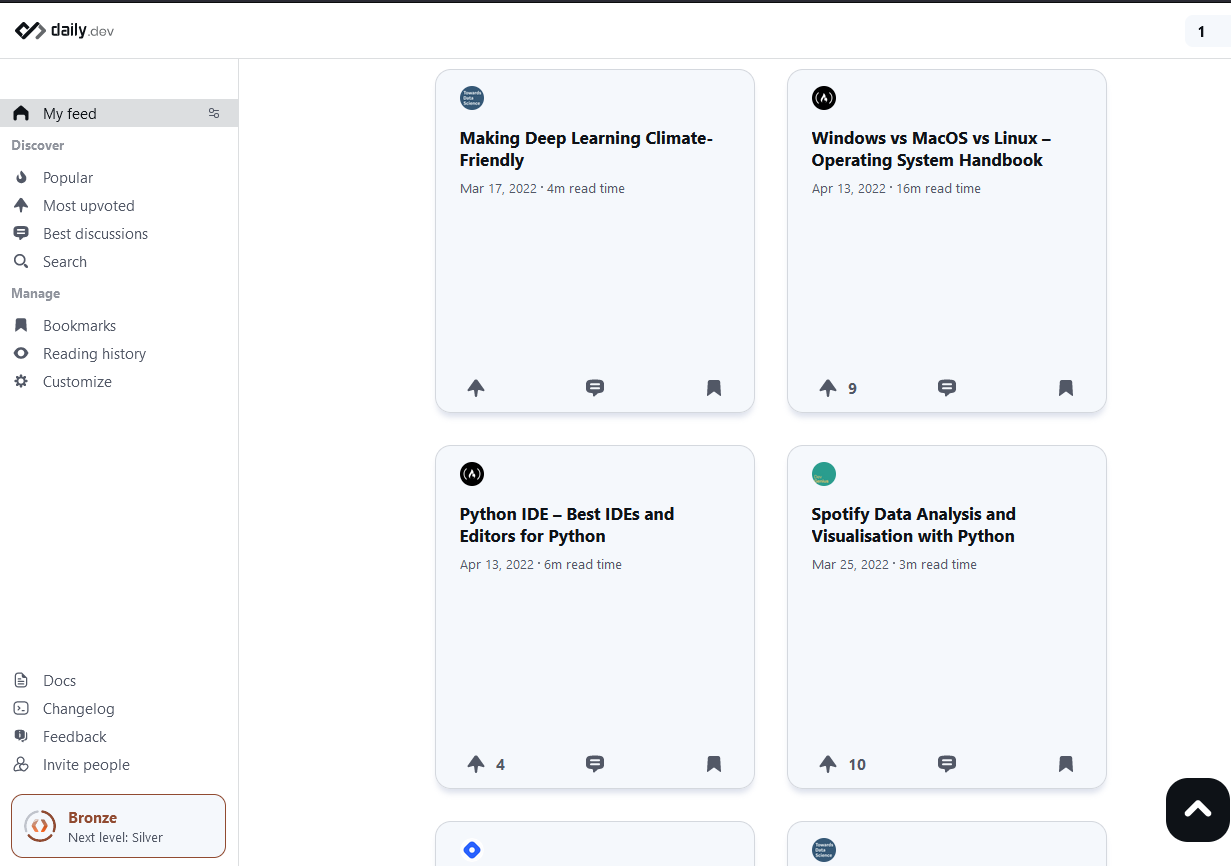 daily.dev
1
My feed
Discover
Popular
Most upvoted
Best discussions
Search
Manage
Bookmarks
Reading history
Customize
Docs
Changelog
Feedback
Invite people
Bronze
Next level: Silver
Towards
Data
Science
Making Deep Learning Climate-
Friendly
Mar 17, 2022 · 4m read time
Windows vs MacOS vs Linux –
Operating System Handbook
Apr 13, 2022 · 16m read time
9
Python IDE – Best IDEs and
Editors for Python
Apr 13, 2022 · 6m read time
4
Spotify Data Analysis and
Visualisation with Python
Mar 25, 2022 · 3m read time
10
Towards
Data
Science